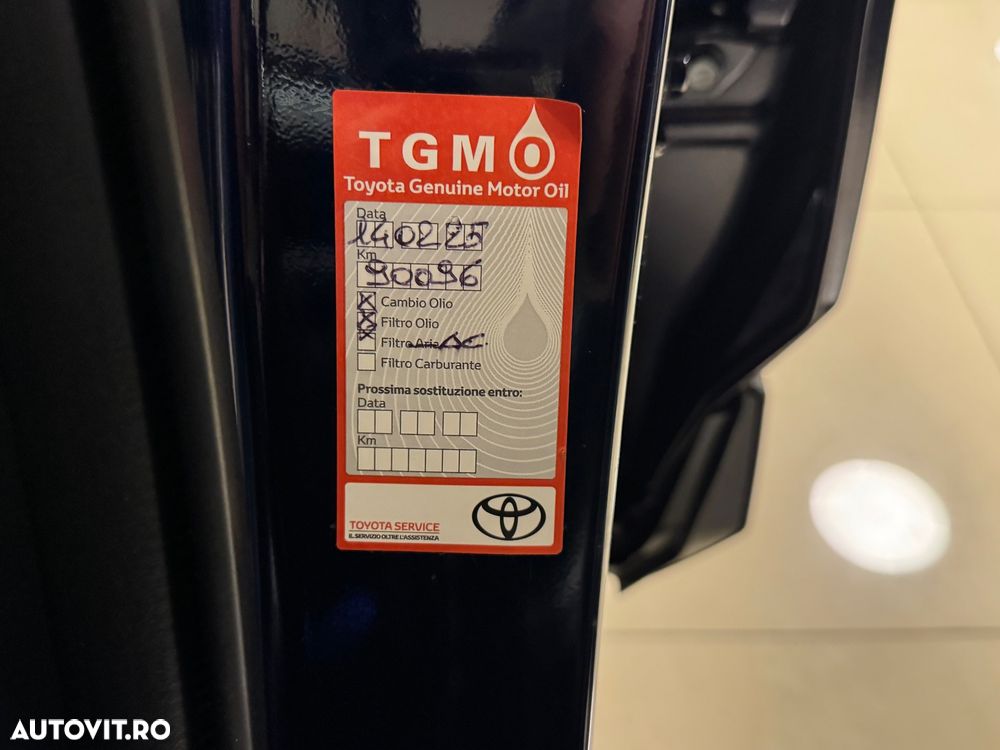 TGMO
Toyota Genuine Motor Oil
Data
14 02 25
Km
90096
X Cambio Olio
X Filtro Olio
X Filtro Aria AC.
Filtro Carburante
Prossima sostituzione entro:
Data
Km
TOYOTA SERVICE
IL SERVIZIO OLTRE L'ASSISTENZA
AUTOVIT.RO